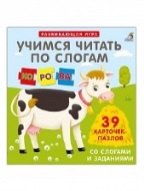 РАЗВИВАЮЩАЯ ИГРА
УЧИМСЯ ЧИТАТЬ
ПО СЛОГАМ
КО РО ВА
39
КАРТОЧЕК-
ПАЗЛОВ
СО СЛОГАМИ
И ЗАДАНИЯМИ